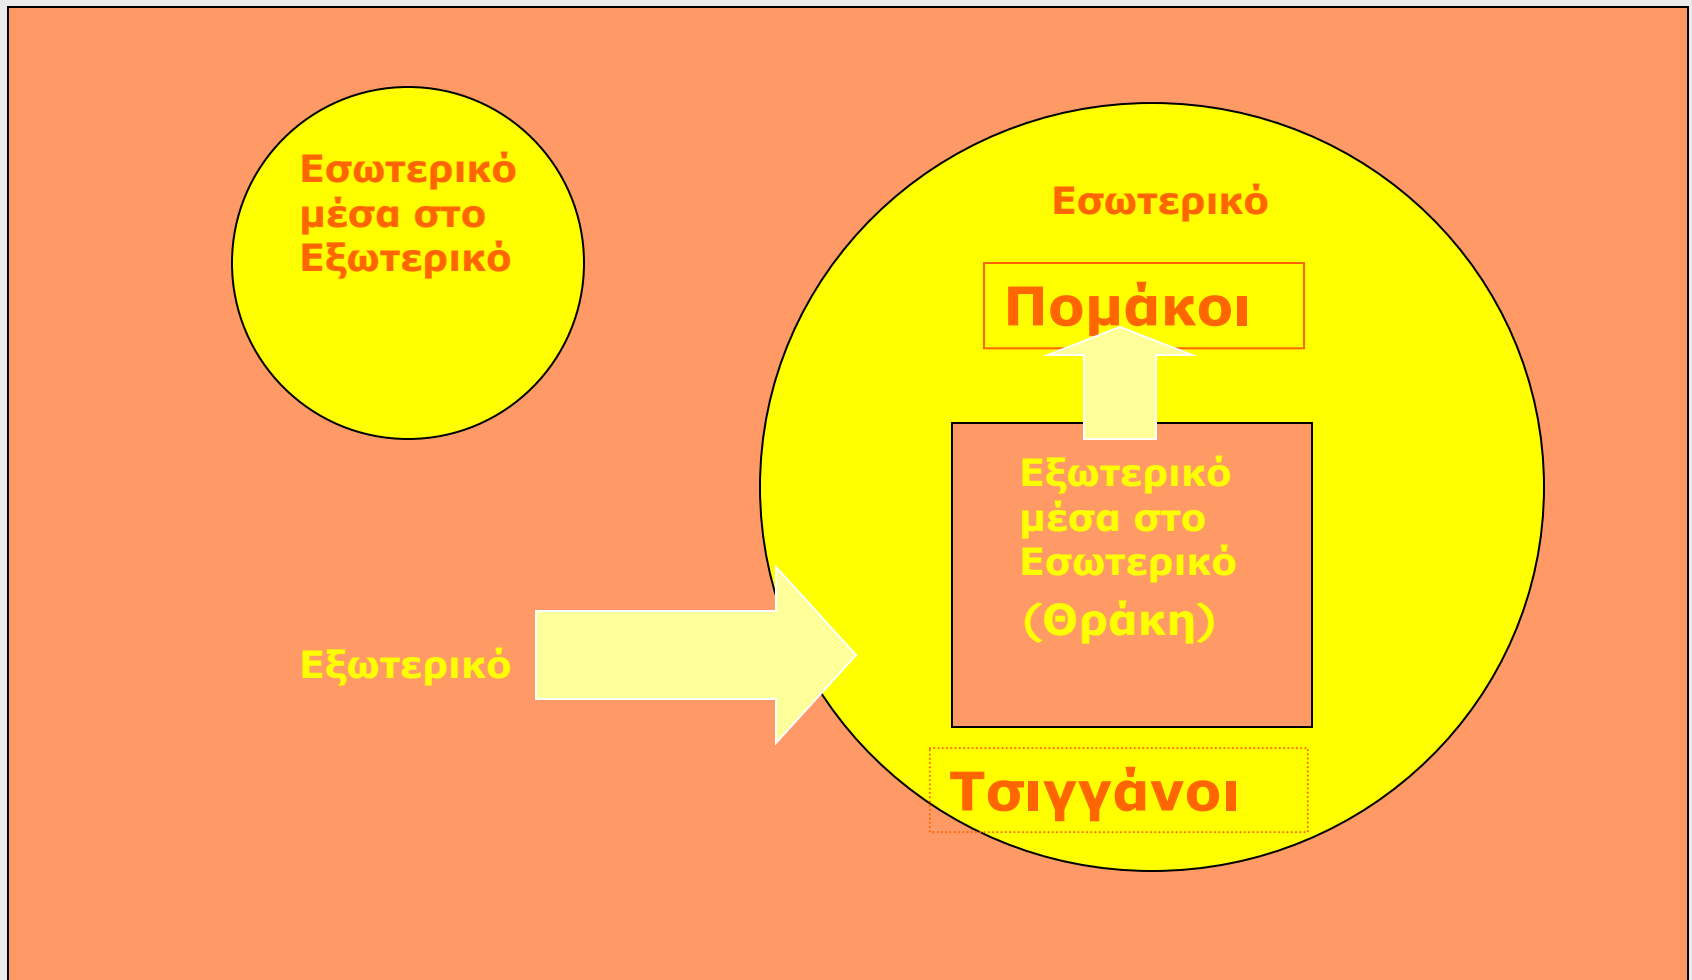 Εσωτερικό
μέσα στο
Εξωτερικό
Εξωτερικό
Εσωτερικό
Πομάκοι
Εξωτερικό
μέσα στο
Εσωτερικό
(Θράκη)
Τσιγγάνοι